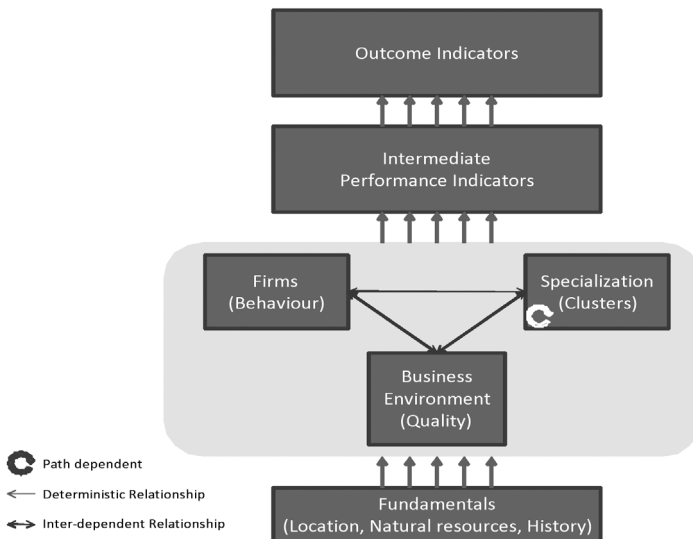 Outcome Indicators
Intermediate
Performance Indicators
Firms
(Behaviour)
Specialization
(Clusters)
Business
Environment
(Quality)
Path dependent
Deterministic Relationship
Inter-dependent Relationship
Fundamentals
(Location, Natural resources, History)